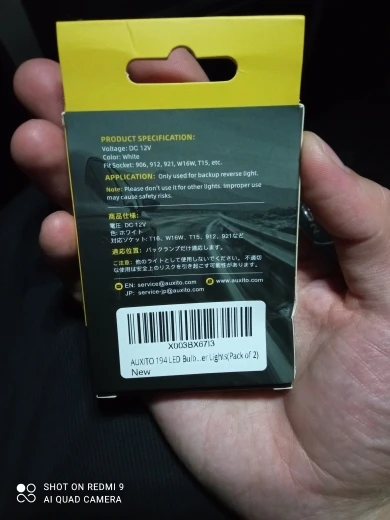 PRODUCT SPECIFICATION:
Voltage: DC 12V
Color: White
Fit Socket: 906, 912, 921, W16W, T15, etc.
APPLICATION: Only used for backup reverse light.
Note: Please don't use it for other lights. Improper use
may cause safety risks.
商品仕様:
電圧: DC 12V
色: ホワイト
対応ソケット: T16、W16W、T15、912、921など
適応位置: バックランプだけ適応します。
ご注意: 他のライトとして使用しないでください。不適切
な使用は安全上のリスクを引き起こす可能性があります。
EN: service@auxito.com www.auxito.com
JP: service-jp@auxito.com
X003BX67I3
AUXITO 194 LED Bulb...er Lights(Pack of 2)
New
SHOT ON REDMI 9
AI QUAD CAMERA